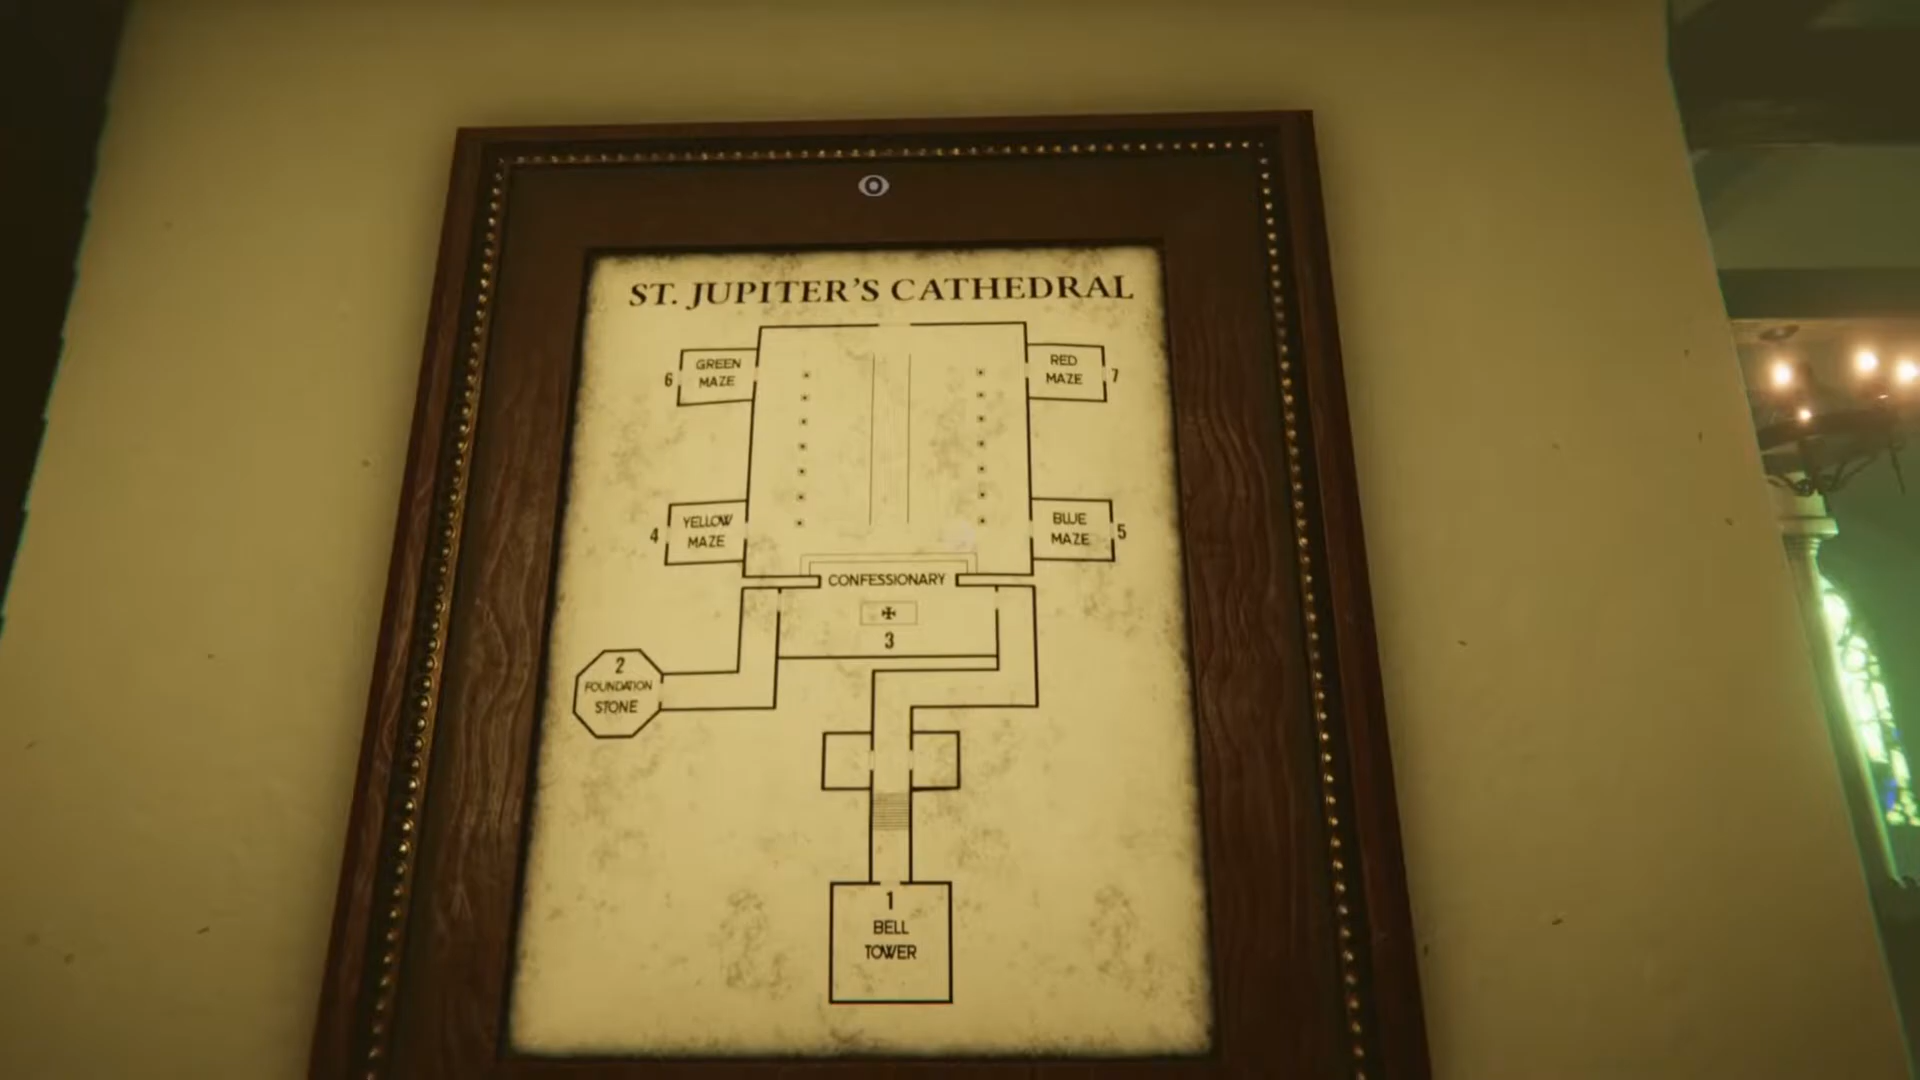 ST. JUPITER'S CATHEDRAL
GREEN
MAZE
6
RED
MAZE
7
YELLOW
MAZE
4
BLUE
MAZE
5
CONFESSIONARY
3
2
FOUNDATION
STONE
1
BELL
TOWER